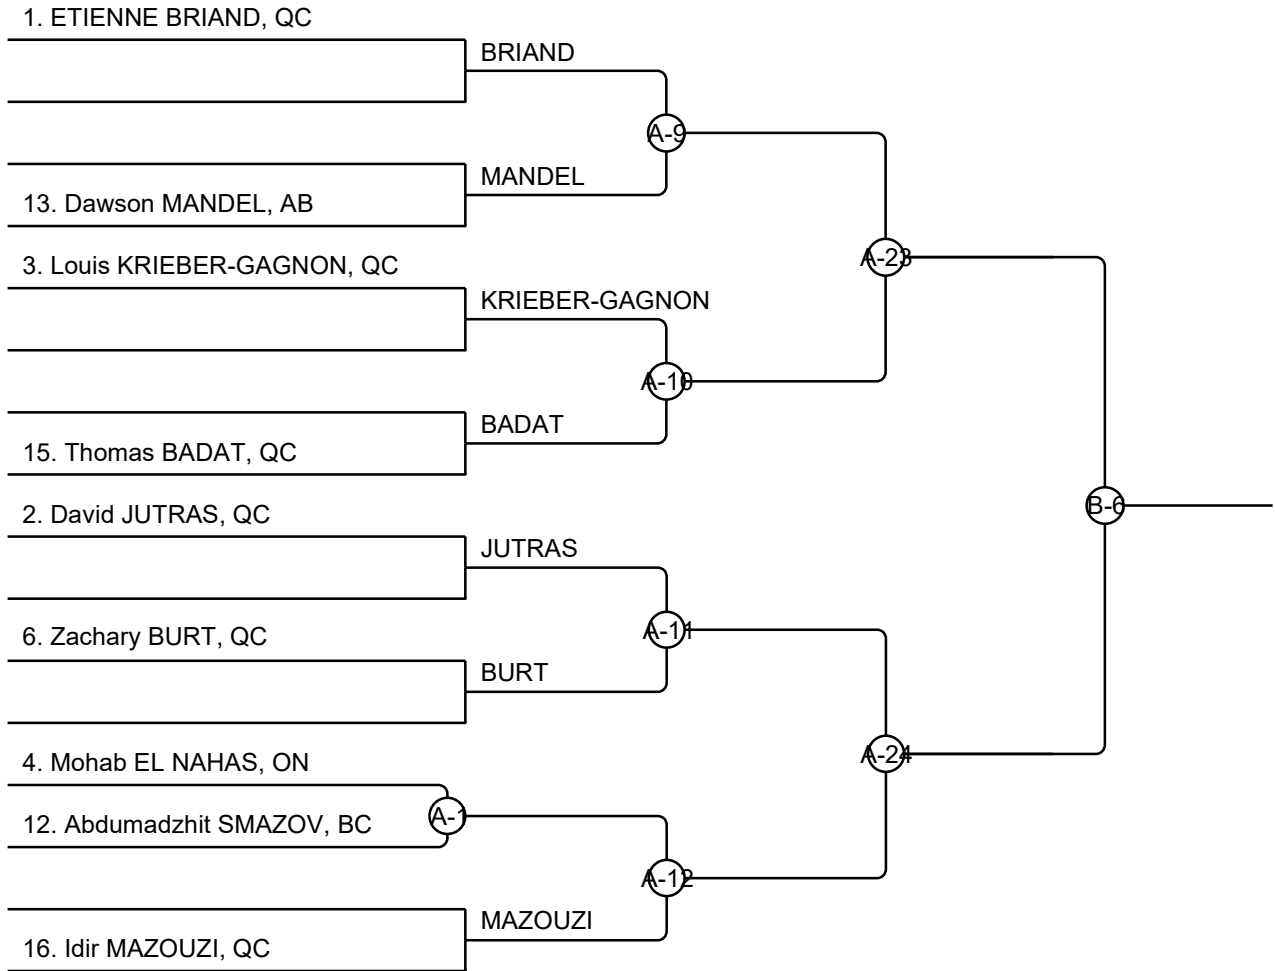 1. ETIENNE BRIAND, QC
BRIAND
A-9
MANDEL
13. Dawson MANDEL, AB
A-23
3. Louis KRIEBER-GAGNON, QC
KRIEBER-GAGNON
A-10
BADAT
15. Thomas BADAT, QC
B-6
2. David JUTRAS, QC
JUTRAS
A-11
6. Zachary BURT, QC
BURT
A-24
4. Mohab EL NAHAS, ON
A-1
12. Abdumadzhit SMAZOV, BC
A-12
MAZOUZI
16. Idir MAZOUZI, QC